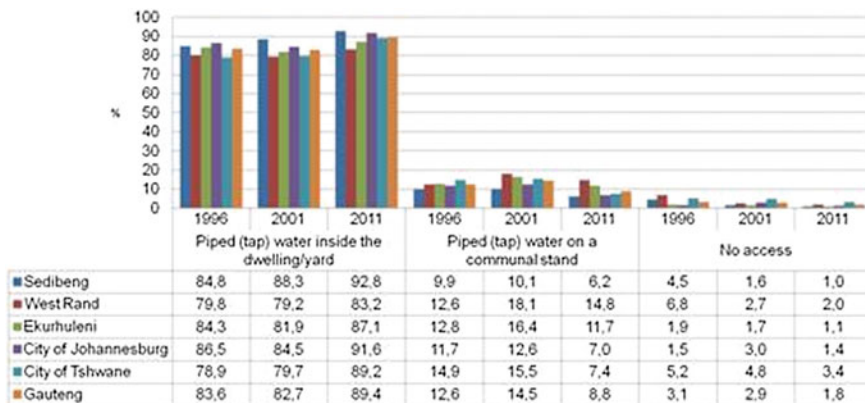 100
90
80
70
60
50
40
30
20
10
0
%
1996 2001 2011 1996 2001 2011 1996 2001 2011
Piped (tap) water inside the dwelling/yard Piped (tap) water on a communal stand No access
Sedibeng 84,8 88,3 92,8 9,9 10,1 6,2 4,5 1,6 1,0
West Rand 79,8 79,2 83,2 12,6 18,1 14,8 6,8 2,7 2,0
Ekurhuleni 84,3 81,9 87,1 12,8 16,4 11,7 1,9 1,7 1,1
City of Johannesburg 86,5 84,5 91,6 11,7 12,6 7,0 1,5 3,0 1,4
City of Tshwane 78,9 79,7 89,2 14,9 15,5 7,4 5,2 4,8 3,4
Gauteng 83,6 82,7 89,4 12,6 14,5 8,8 3,1 2,9 1,8